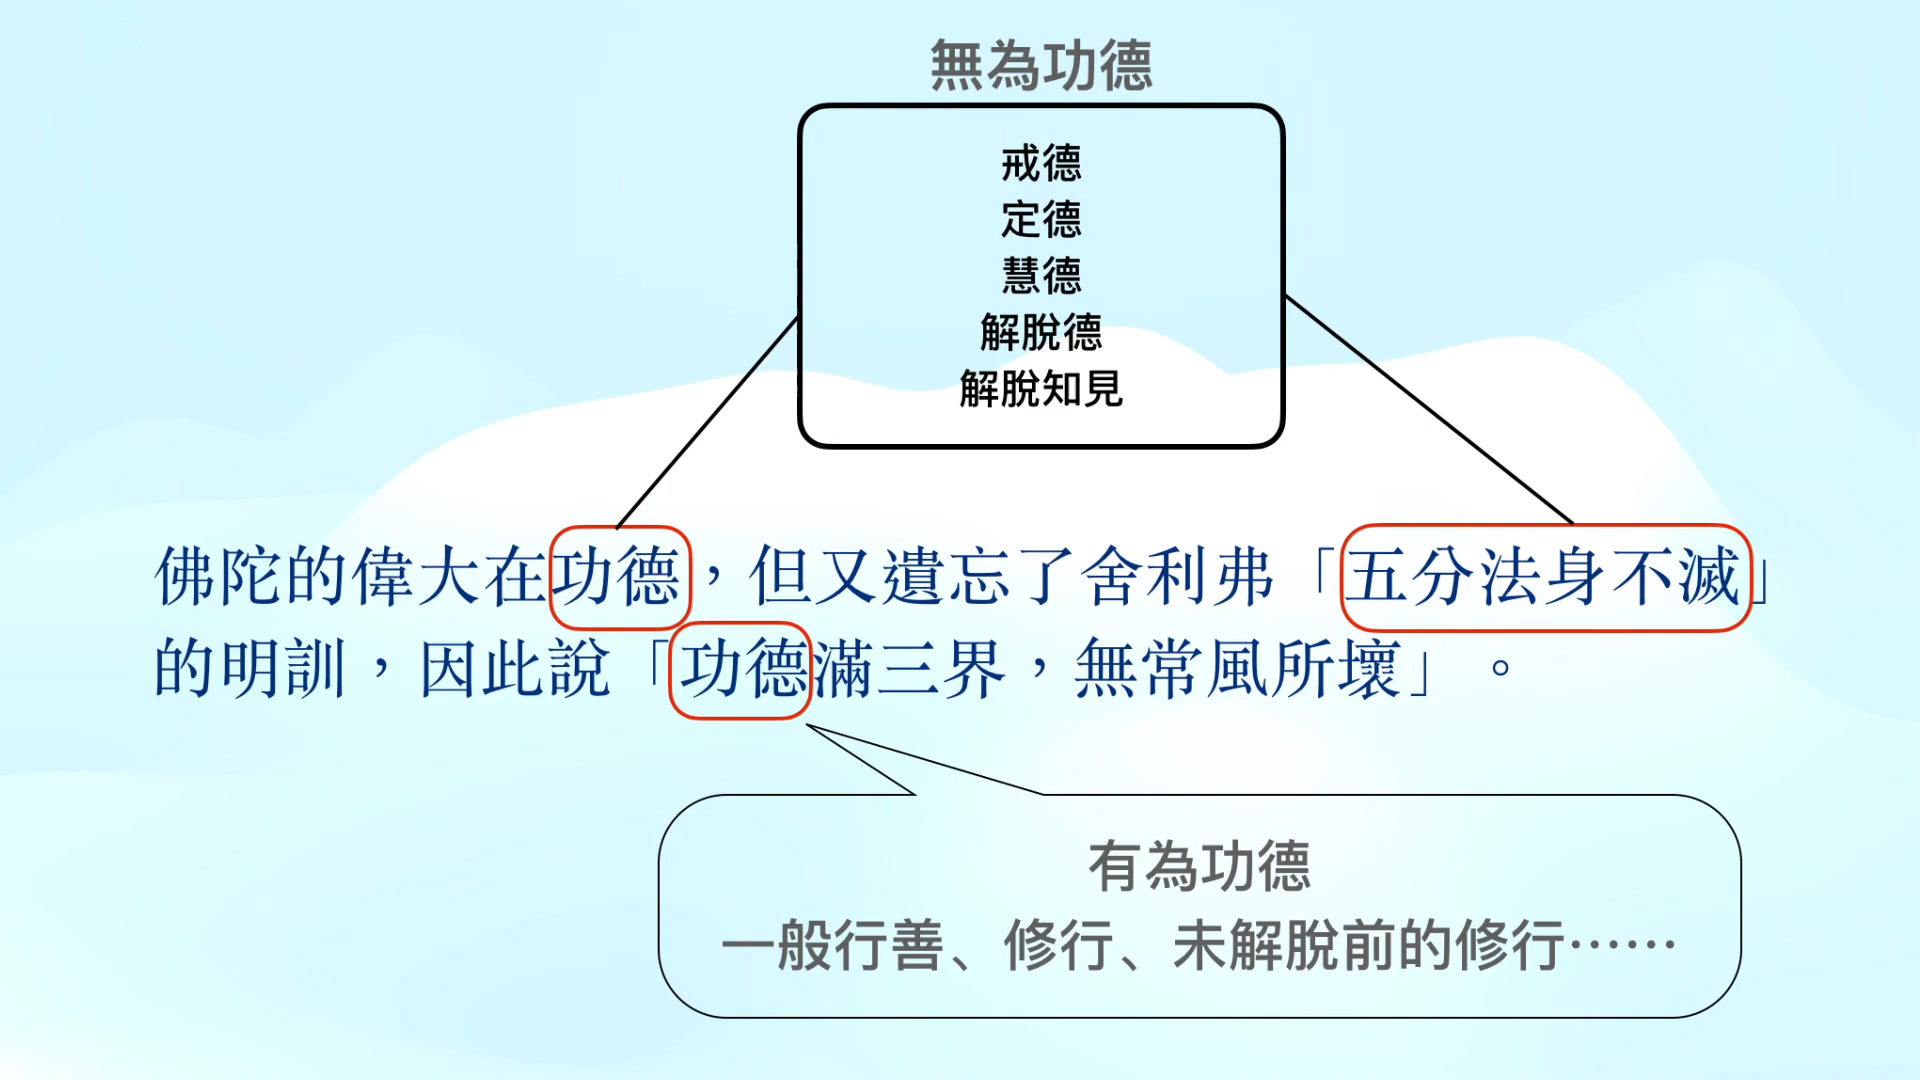 無為功德
戒德
定德
慧德
解脫德
解脫知見
佛陀的偉大在功德，但又遺忘了舍利弗「五分法身不滅」
的明訓，因此說「功德滿三界，無常風所壞」。
有為功德
一般行善、修行、未解脫前的修行⋯⋯